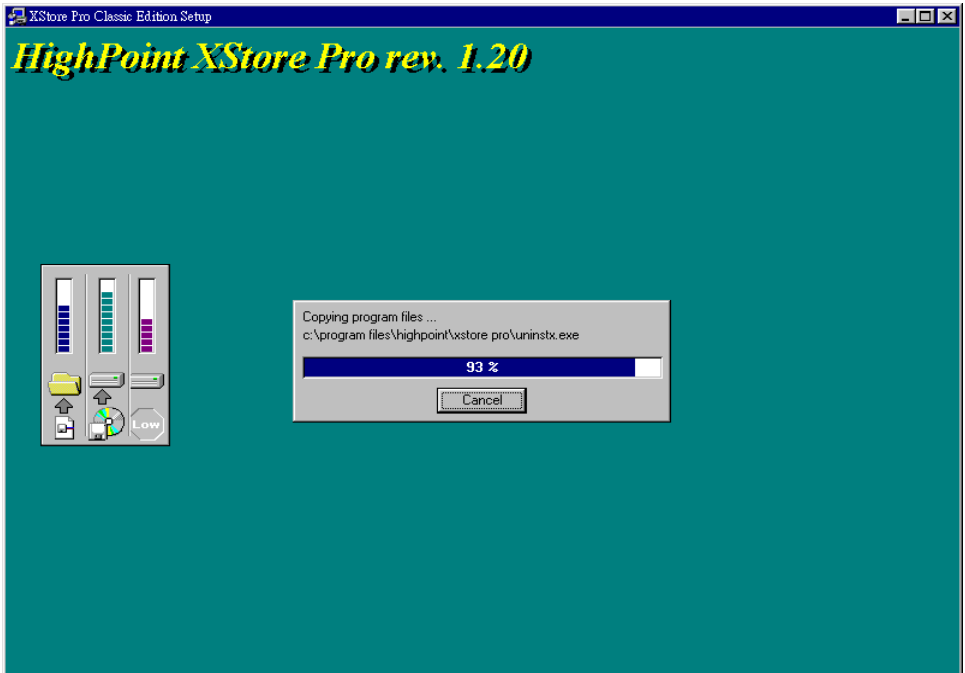 XStore Pro Classic Edition Setup
HighPoint XStore Pro rev. 1.20
Copying program files ...
c:\program files\highpoint\xstore pro\uninstx.exe
93 %
Cancel
Low